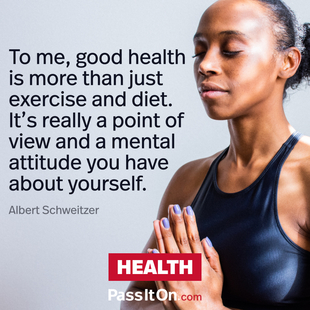 To me, good health
is more than just
exercise and diet.
It's really a point of
view and a mental
attitude you have
about yourself.
Albert Schweitzer
HEALTH
PassItOn.com